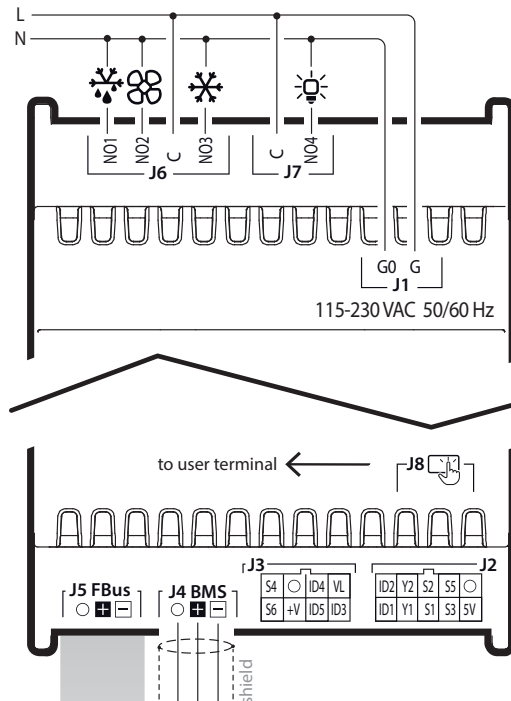 L
N
NO1 NO2 C NO3 C NO4
J6 J7
G0 G
J1
115-230 VAC 50/60 Hz
to user terminal J8
J3 J2
J5 FBus J4 BMS
S4 ID4 VL ID2 Y2 S2 S5
S6 +V ID5 ID3 ID1 Y1 S1 S3 5V
shield